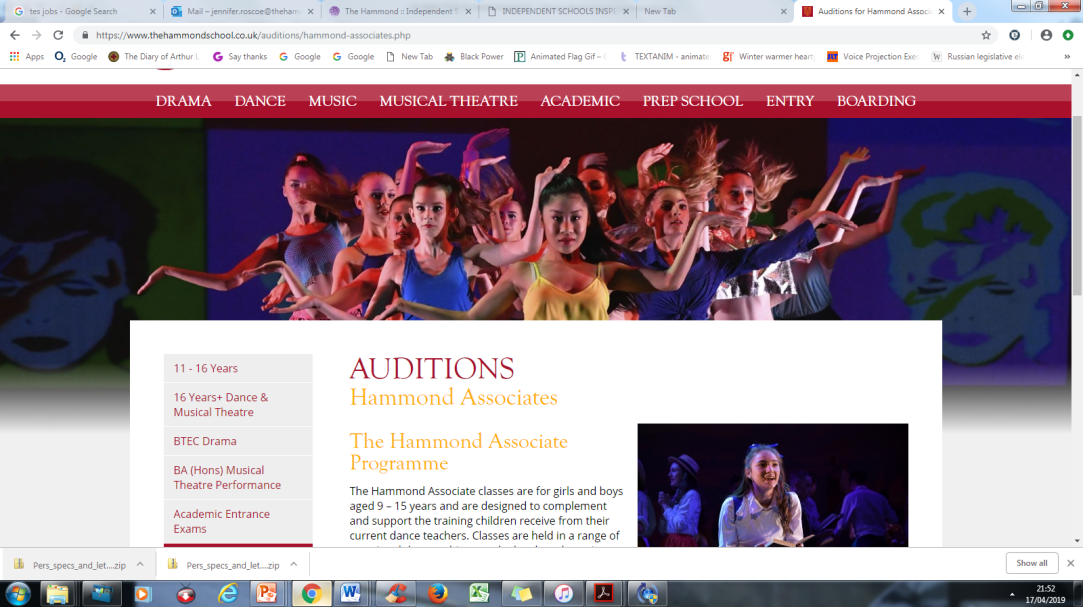 tes jobs - Google Search
Mail – jennifer.roscoe@theham
The Hammond :: Independent S
INDEPENDENT SCHOOLS INSPE
New Tab
Auditions for Hammond Associ
https://www.thehammondschool.co.uk/auditions/hammond-associates.php
Apps
Google
The Diary of Arthur L
Say thanks
Google
Google
New Tab
Black Power
Animated Flag Gif – C
TEXTANIM - animate
Winter warmer heart
Voice Projection Exer
Russian legislative ele
DRAMA DANCE MUSIC MUSICAL THEATRE ACADEMIC PREP SCHOOL ENTRY BOARDING
11 - 16 Years
16 Years+ Dance &
Musical Theatre
BTEC Drama
BA (Hons) Musical
Theatre Performance
Academic Entrance
Exams
AUDITIONS
Hammond Associates
The Hammond Associate
Programme
The Hammond Associate classes are for girls and boys
aged 9 – 15 years and are designed to complement
and support the training children receive from their
current dance teachers. Classes are held in a range of
Pers_specs_and_let....zip
Pers_specs_and_let....zip
Show all
21:52
17/04/2019